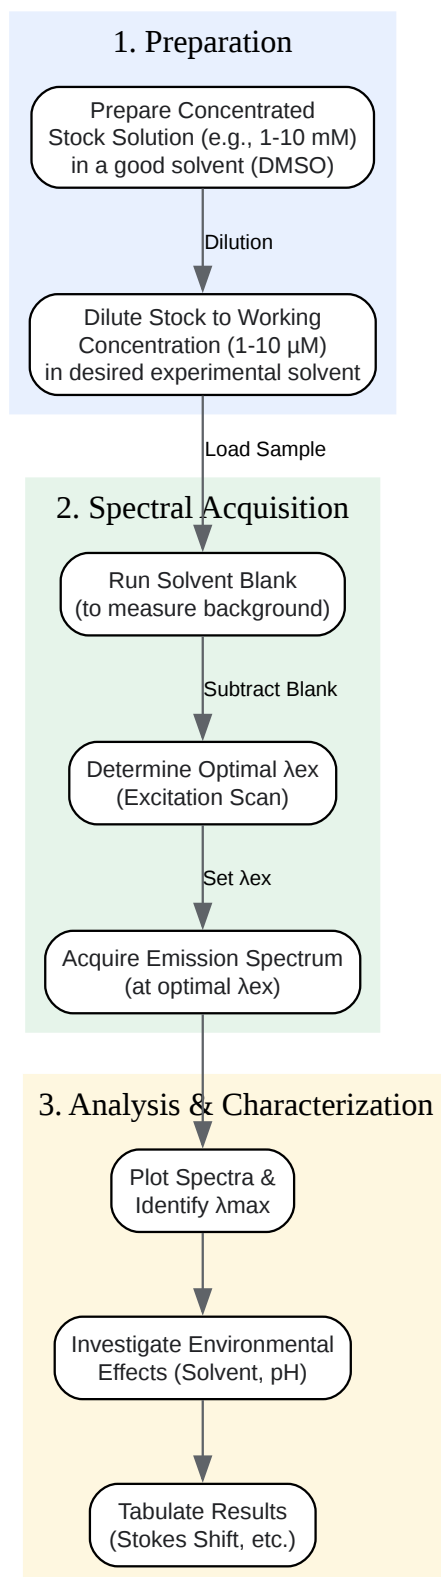 1. Preparation
Prepare Concentrated
Stock Solution (e.g., 1-10 mM)
in a good solvent (DMSO)
Dilution
Dilute Stock to Working
Concentration (1-10 µM)
in desired experimental solvent
Load Sample
2. Spectral Acquisition
Run Solvent Blank
(to measure background)
Subtract Blank
Determine Optimal λex
(Excitation Scan)
Set λex
Acquire Emission Spectrum
(at optimal λex)
3. Analysis & Characterization
Plot Spectra &
Identify λmax
Investigate Environmental
Effects (Solvent, pH)
Tabulate Results
(Stokes Shift, etc.)